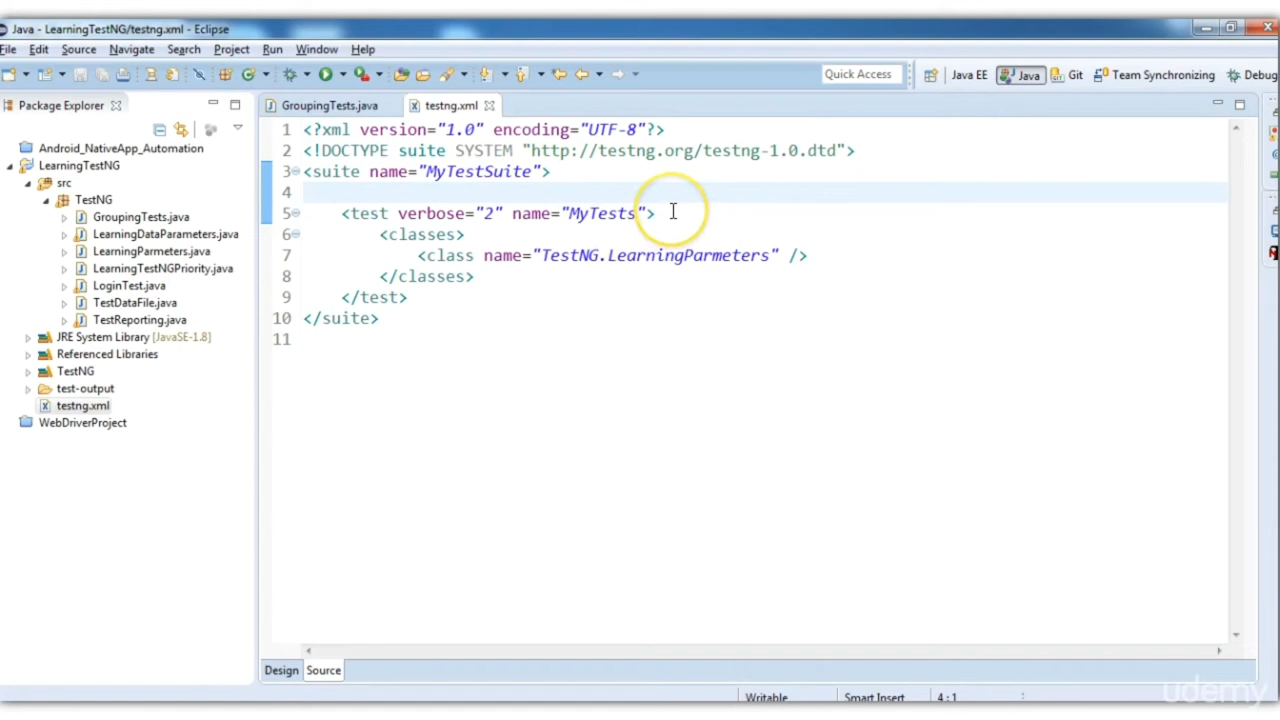 Java - LearningTestNG/testng.xml - Eclipse
File Edit Source Navigate Search Project Run Window Help
Quick Access Java EE Java Git Team Synchronizing Debug
Package Explorer
GroupingTests.java testng.xml
Android_NativeApp_Automation
LearningTestNG
src
TestNG
GroupingTests.java
LearningDataParameters.java
LearningParmeters.java
LearningTestNGPriority.java
LoginTest.java
TestDataFile.java
TestReporting.java
JRE System Library [JavaSE-1.8]
Referenced Libraries
TestNG
test-output
testng.xml
WebDriverProject
1 <?xml version="1.0" encoding="UTF-8"?>
2 <!DOCTYPE suite SYSTEM "http://testng.org/testng-1.0.dtd">
3 <suite name="MyTestSuite">
4
5 <test verbose="2" name="MyTests">
6 <classes>
7 <class name="TestNG.LearningParmeters" />
8 </classes>
9 </test>
10 </suite>
11
Design Source
Writable Smart Insert 4 : 1
udemy